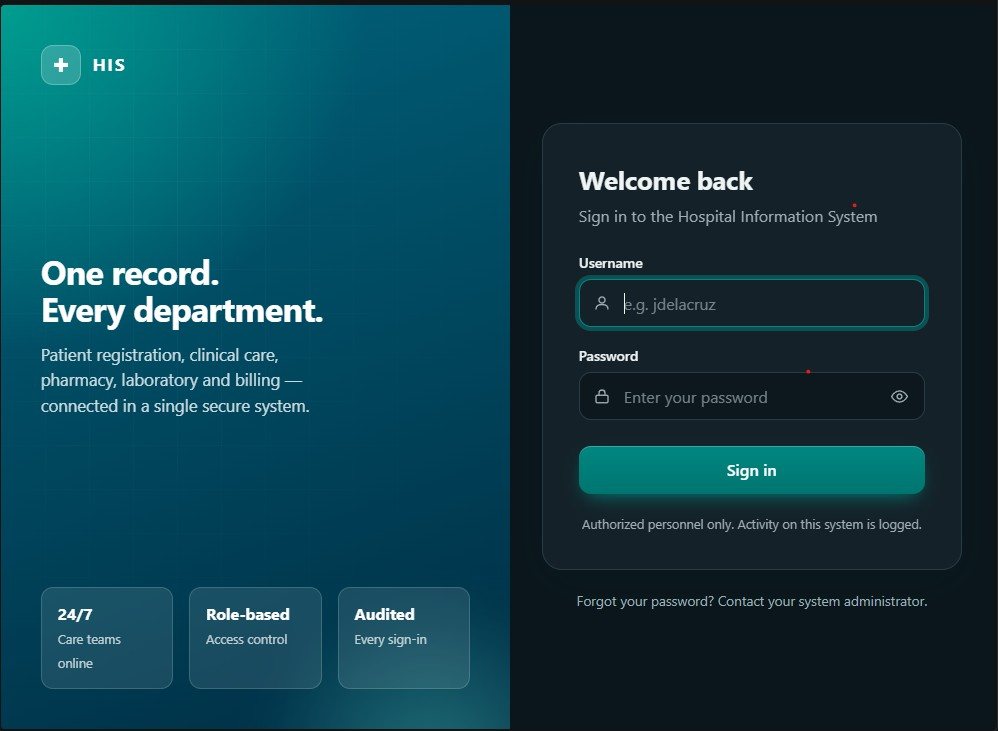 HIS
One record.
Every department.
Patient registration, clinical care,
pharmacy, laboratory and billing —
connected in a single secure system.
24/7
Care teams
online
Role-based
Access control
Audited
Every sign-in
Welcome back
Sign in to the Hospital Information System
Username
e.g. jdelacruz
Password
Enter your password
Sign in
Authorized personnel only. Activity on this system is logged.
Forgot your password? Contact your system administrator.